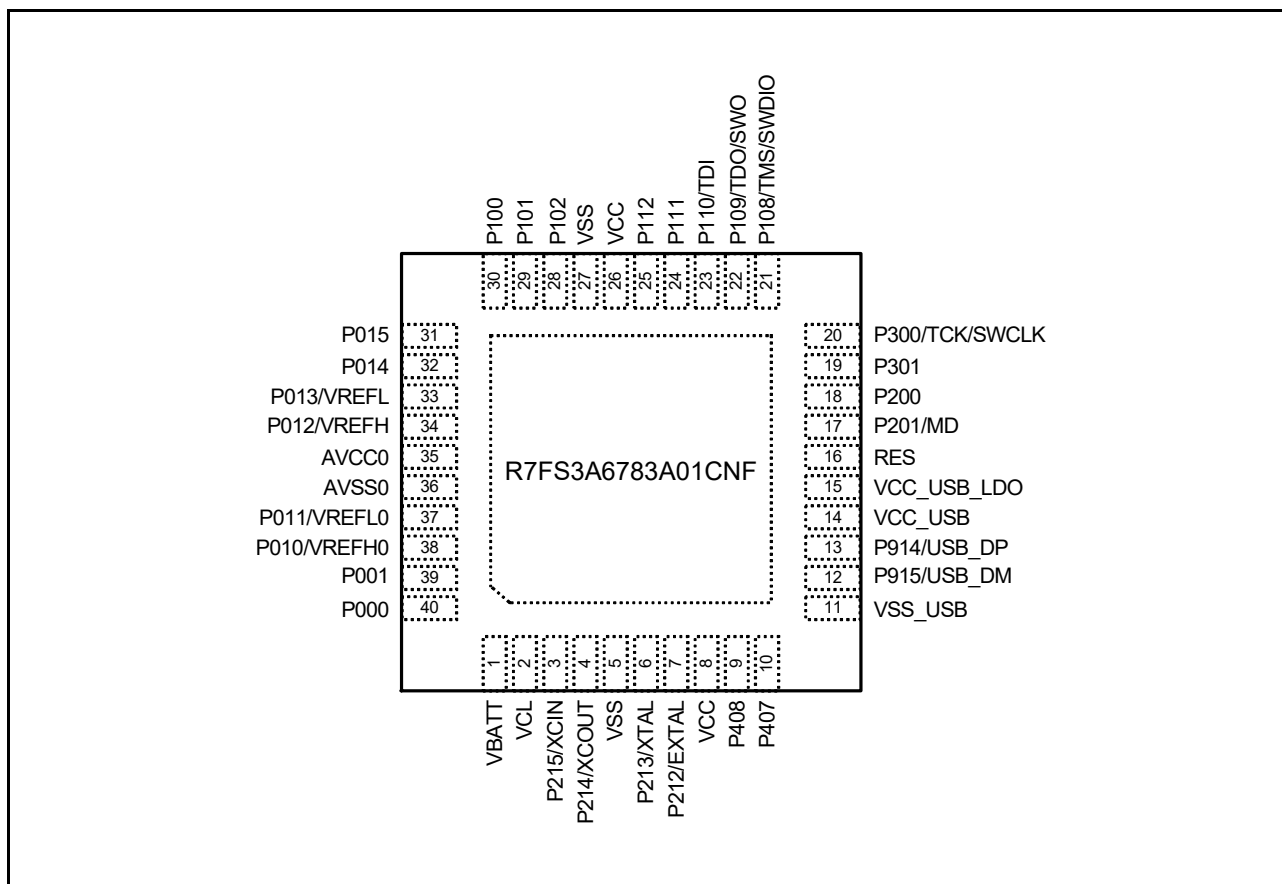 P100
P101
P102
VSS
VCC
P112
P111
P110/TDI
P109/TDO/SWO
P108/TMS/SWDIO
30
29
28
27
26
25
24
23
22
21
P015 31
P014 32
P013/VREFL 33
P012/VREFH 34
AVCC0 35
AVSS0 36
P011/VREFL0 37
P010/VREFH0 38
P001 39
P000 40
R7FS3A6783A01CNF
20 P300/TCK/SWCLK
19 P301
18 P200
17 P201/MD
16 RES
15 VCC_USB_LDO
14 VCC_USB
13 P914/USB_DP
12 P915/USB_DM
11 VSS_USB
1
2
3
4
5
6
7
8
9
10
VBATT
VCL
P215/XCIN
P214/XCOUT
VSS
P213/XTAL
P212/EXTAL
VCC
P408
P407